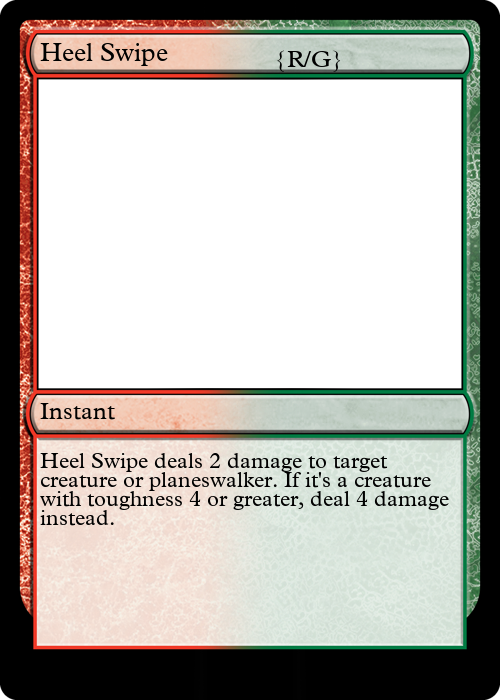 Heel Swipe {R/G}
Instant
Heel Swipe deals 2 damage to target
creature or planeswalker. If it's a creature
with toughness 4 or greater, deal 4 damage
instead.